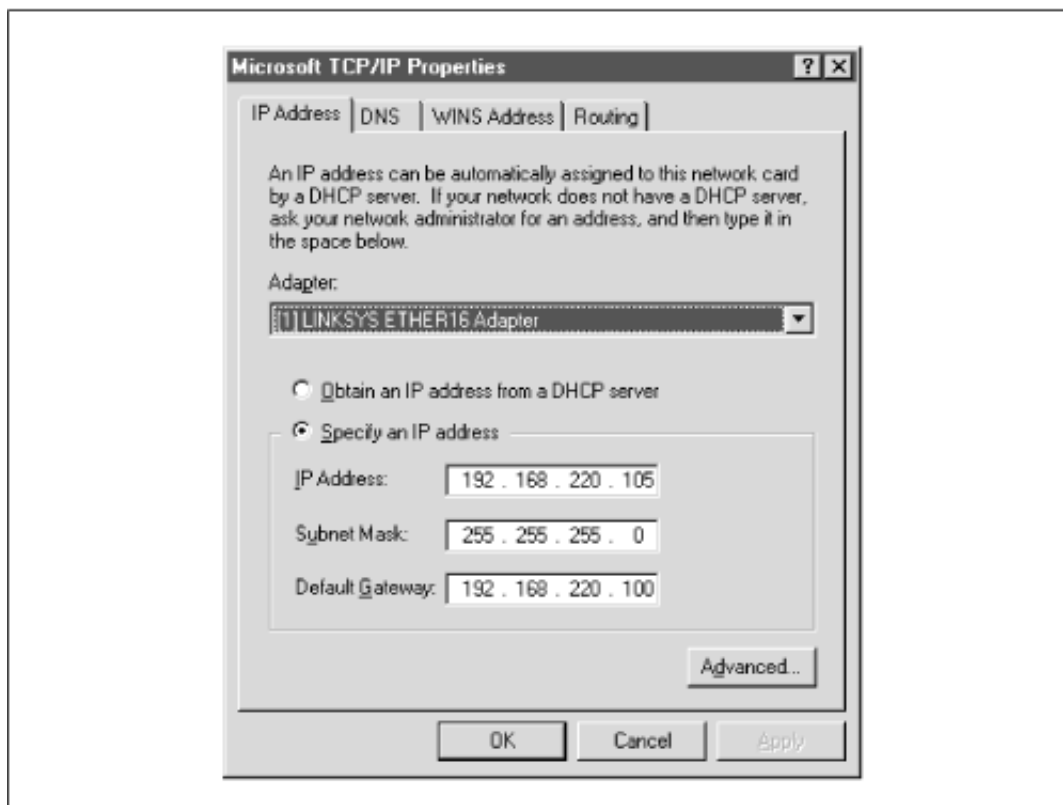 Microsoft TCP/IP Properties
IP Address DNS WINS Address Routing
An IP address can be automatically assigned to this network card
by a DHCP server. If your network does not have a DHCP server,
ask your network administrator for an address, and then type it in
the space below.
Adapter:
[1] LINKSYS ETHER16 Adapter
Obtain an IP address from a DHCP server
Specify an IP address
IP Address: 192 . 168 . 220 . 105
Subnet Mask: 255 . 255 . 255 . 0
Default Gateway: 192 . 168 . 220 . 100
Advanced...
OK Cancel Apply